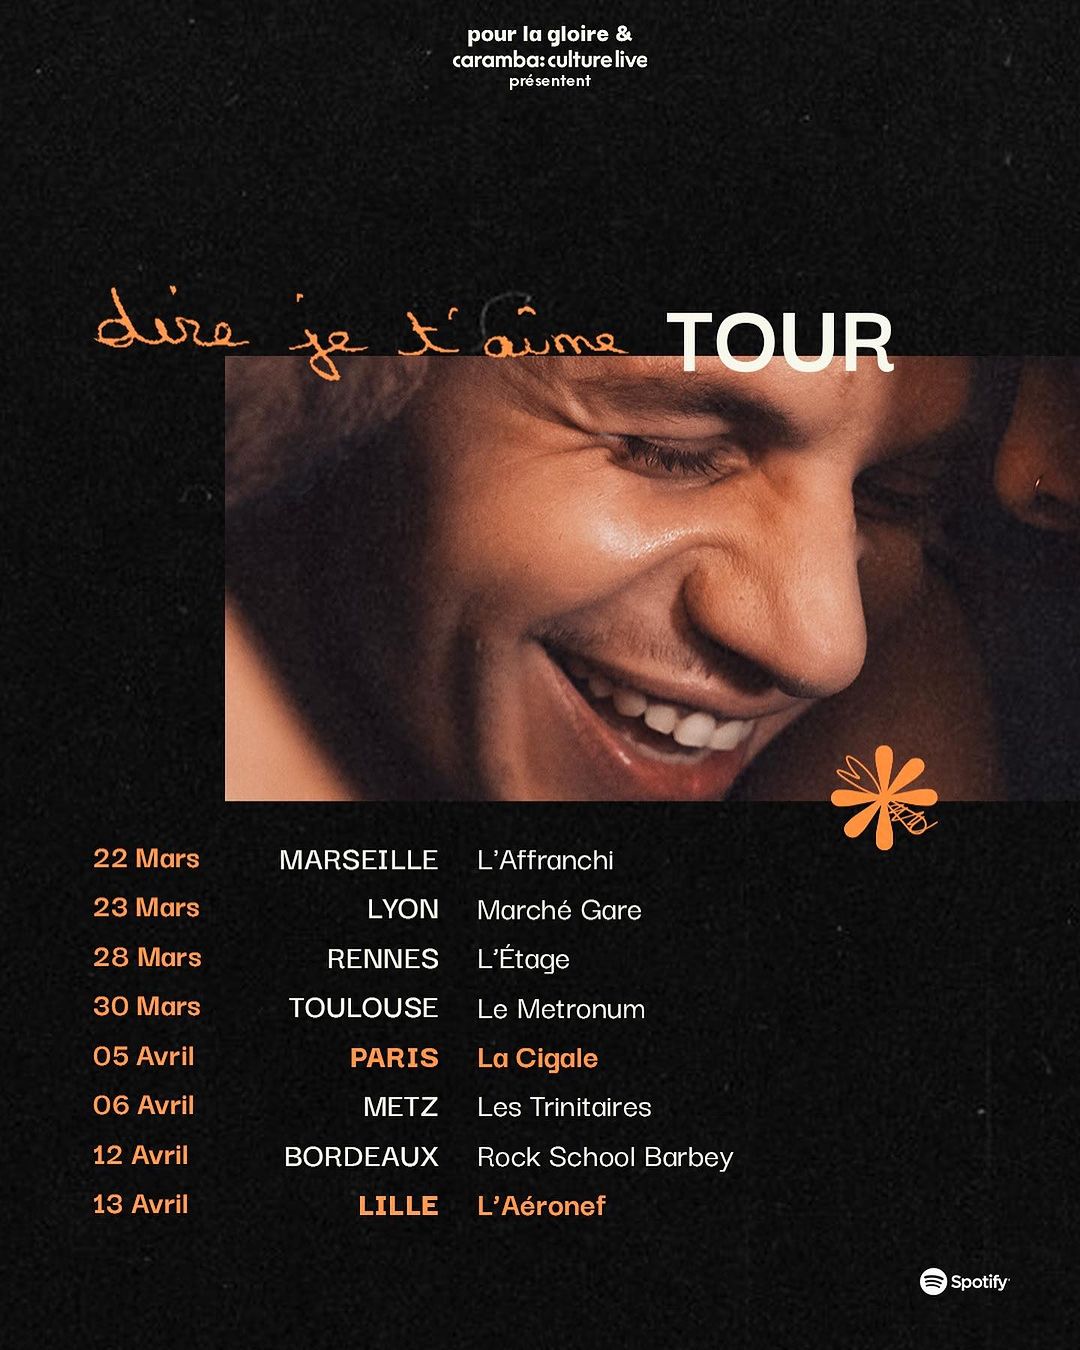 pour la gloire &
caramba: culture live
présentent
dire je t'aime TOUR
22 Mars MARSEILLE L'Affranchi
23 Mars LYON Marché Gare
28 Mars RENNES L'Étage
30 Mars TOULOUSE Le Metronum
05 Avril PARIS La Cigale
06 Avril METZ Les Trinitaires
12 Avril BORDEAUX Rock School Barbey
13 Avril LILLE L'Aéronef
Spotify